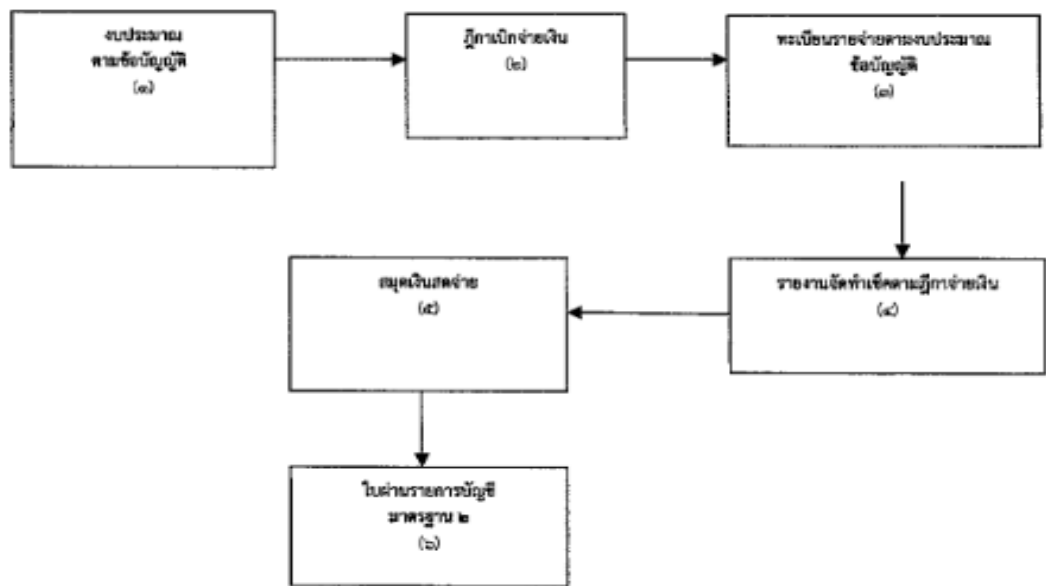 งบประมาณ
ตามข้อบัญญัติ
(๑)
ฎีกาเบิกจ่ายเงิน
(๒)
ทะเบียนรายจ่ายตามงบประมาณ
ข้อบัญญัติ
(๓)
รายงานจัดทำเช็คตามฎีกาจ่ายเงิน
(๔)
สมุดเงินสดจ่าย
(๕)
ใบผ่านรายการบัญชี
มาตรฐาน ๒
(๖)